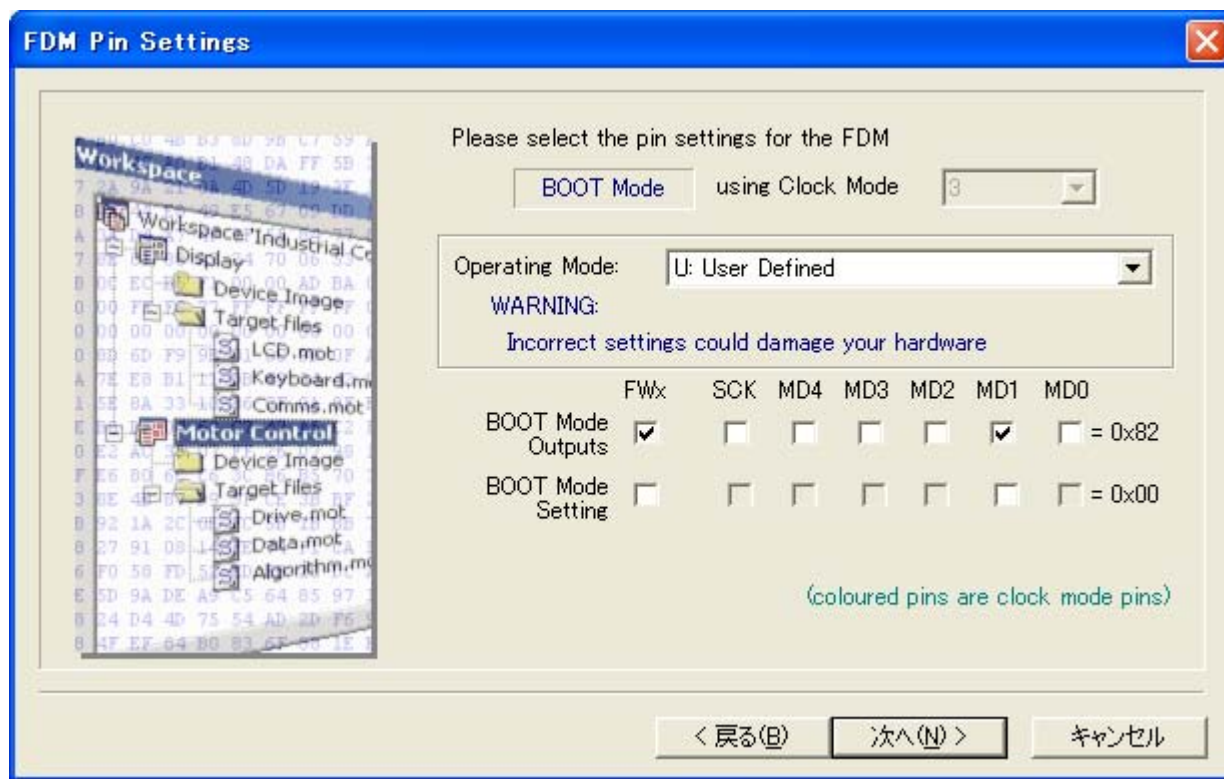 FDM Pin Settings
Please select the pin settings for the FDM
BOOT Mode using Clock Mode 3
Operating Mode: U: User Defined
WARNING:
Incorrect settings could damage your hardware
FWx SCK MD4 MD3 MD2 MD1 MD0
BOOT Mode
Outputs = 0x82
BOOT Mode
Setting = 0x00
(coloured pins are clock mode pins)
Workspace
Workspace 'Industrial Co
Display
Device Image
Target files
LCD.mot
Keyboard.m
Comms.mot
Motor Control
Device Image
Target files
Drive.mot
Data.mot
Algorithm.mo
< 戻る(B) 次へ(N) > キャンセル